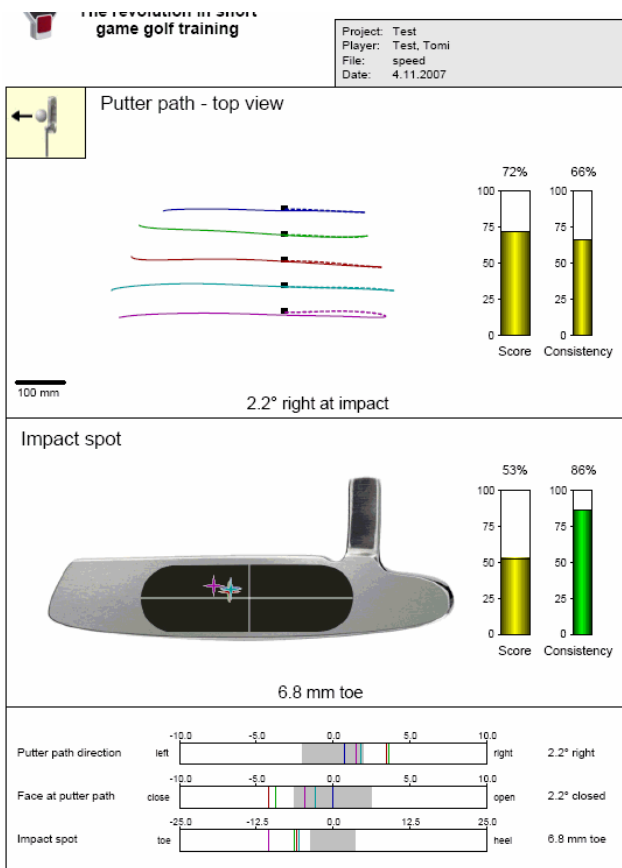 The revolution in short
game golf training
Project: Test
Player: Test, Tomi
File: speed
Date: 4.11.2007
Putter path - top view
72% 66%
100 100
75 75
50 50
25 25
0 0
Score Consistency
100 mm
2.2° right at impact
Impact spot
53% 86%
100 100
75 75
50 50
25 25
0 0
Score Consistency
6.8 mm toe
-10.0 -5.0 0.0 5.0 10.0
Putter path direction left right 2.2° right
-10.0 -5.0 0.0 5.0 10.0
Face at putter path close open 2.2° closed
-25.0 -12.5 0.0 12.5 25.0
Impact spot toe heel 6.8 mm toe